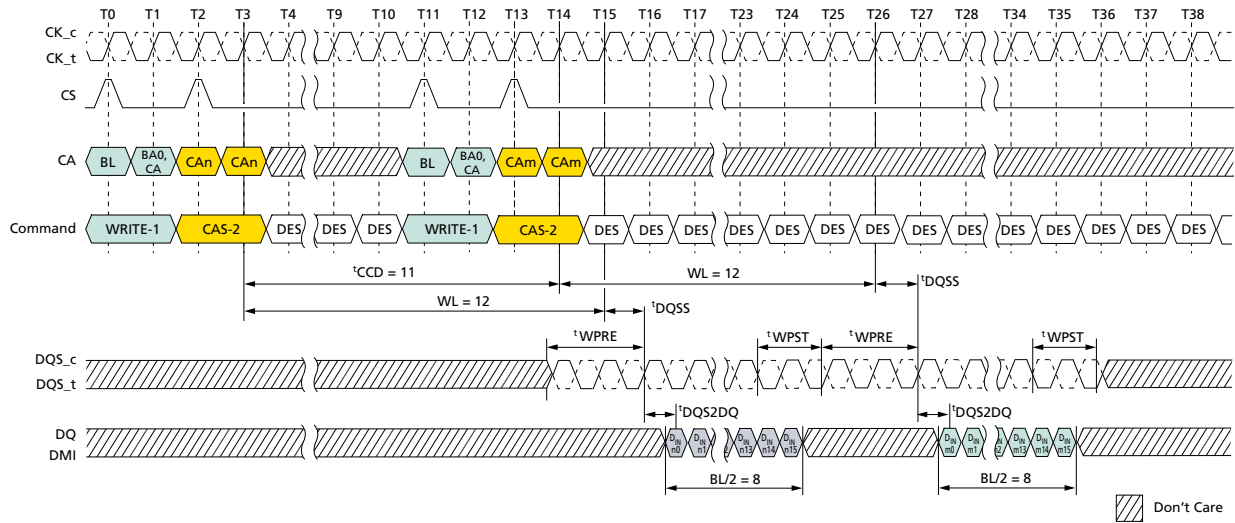 T0 T1 T2 T3 T4 T9 T10 T11 T12 T13 T14 T15 T16 T17 T23 T24 T25 T26 T27 T28 T34 T35 T36 T37 T38
CK_c
CK_t
CS
CA BL BA0, CA CAn CAn BL BA0, CA CAm CAm
Command WRITE-1 CAS-2 DES DES DES WRITE-1 CAS-2 DES DES DES DES DES DES DES DES DES DES DES DES DES DES
tCCD = 11 WL = 12 tDQSS
WL = 12 tDQSS
tWPRE tWPST tWPRE tWPST
DQS_c
DQS_t
tDQS2DQ tDQS2DQ
DQ
DMI
DIN n0 DIN n1 DIN n13 DIN n14 DIN n15 DIN m0 DIN m1 DIN m13 DIN m14 DIN m15
BL/2 = 8 BL/2 = 8
Don't Care